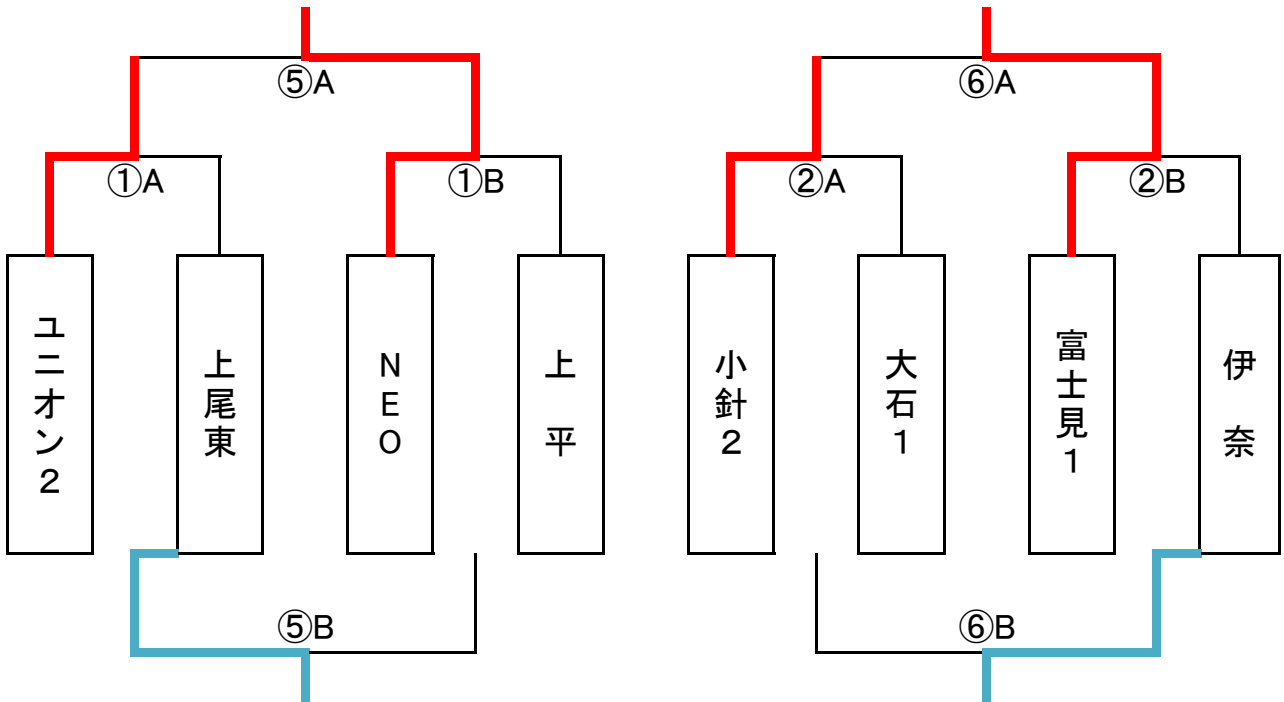 ⑤A
⑥A
①A
①B
②A
②B
ユニオン２
上尾東
NEO
上　平
小針２
大石１
富士見１
伊　奈
⑤B
⑥B